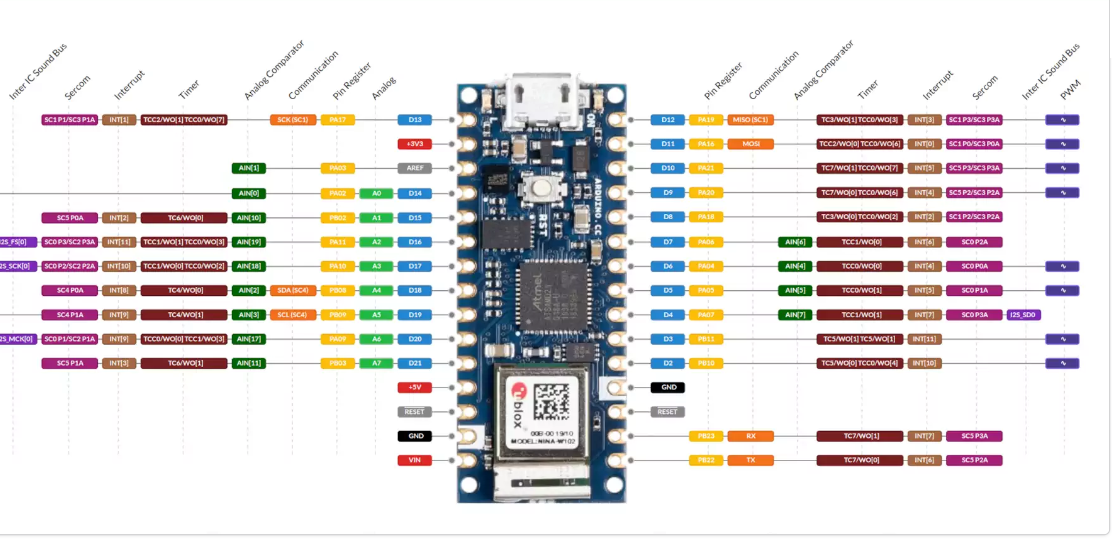 Inter IC Sound Bus Sercom Interrupt Timer Analog Comparator Communication Pin Register Analog
Pin Register Communication Analog Comparator Timer Interrupt Sercom Inter IC Sound Bus PWM
SC1 P1/SC3 P1A INT[1] TCC2/WO[1] TCC0/WO[7] SCK (SC1) PA17 D13
+3V3
AIN[1] PA03 AREF
AIN[0] PA02 A0 D14
SC5 P0A INT[2] TC6/WO[0] AIN[10] PB02 A1 D15
I2S_FS[0] SC0 P3/SC2 P3A INT[11] TCC1/WO[1] TCC0/WO[3] AIN[19] PA11 A2 D16
2S_SCK[0] SC0 P2/SC2 P2A INT[10] TCC1/WO[0] TCC0/WO[2] AIN[18] PA10 A3 D17
SC4 P0A INT[8] TC4/WO[0] AIN[2] SDA (SC4) PB08 A4 D18
SC4 P1A INT[9] TC4/WO[1] AIN[3] SCL (SC4) PB09 A5 D19
2S_MCK[0] SC0 P1/SC2 P1A INT[9] TCC0/WO[0] TCC1/WO[3] AIN[17] PA09 A6 D20
SC5 P1A INT[3] TC6/WO[1] AIN[11] PB03 A7 D21
+5V
RESET
GND
VIN
ON
ARDUINO.CC
RST
Atmel
ublox
00B-00 19/10
MODEL: NINA-W102
D12 PA19 MISO (SC1) TC3/WO[1] TCC0/WO[3] INT[3] SC1 P3/SC3 P3A ∿
D11 PA16 MOSI TCC2/WO[0] TCC0/WO[6] INT[0] SC1 P0/SC3 P0A ∿
D10 PA21 TC7/WO[1] TCC0/WO[7] INT[5] SC5 P3/SC3 P3A ∿
D9 PA20 TC7/WO[0] TCC0/WO[6] INT[4] SC5 P2/SC3 P2A ∿
D8 PA18 TC3/WO[0] TCC0/WO[2] INT[2] SC1 P2/SC3 P2A
D7 PA06 AIN[6] TCC1/WO[0] INT[6] SC0 P2A
D6 PA04 AIN[4] TCC0/WO[0] INT[4] SC0 P0A ∿
D5 PA05 AIN[5] TCC0/WO[1] INT[5] SC0 P1A ∿
D4 PA07 AIN[7] TCC1/WO[1] INT[7] SC0 P3A I2S_SD0
D3 PB11 TC5/WO[1] TC5/WO[1] INT[11] ∿
D2 PB10 TC5/WO[0] TCC0/WO[4] INT[10] ∿
GND
RESET
PB23 RX TC7/WO[1] INT[7] SC5 P3A
PB22 TX TC7/WO[0] INT[6] SC5 P2A